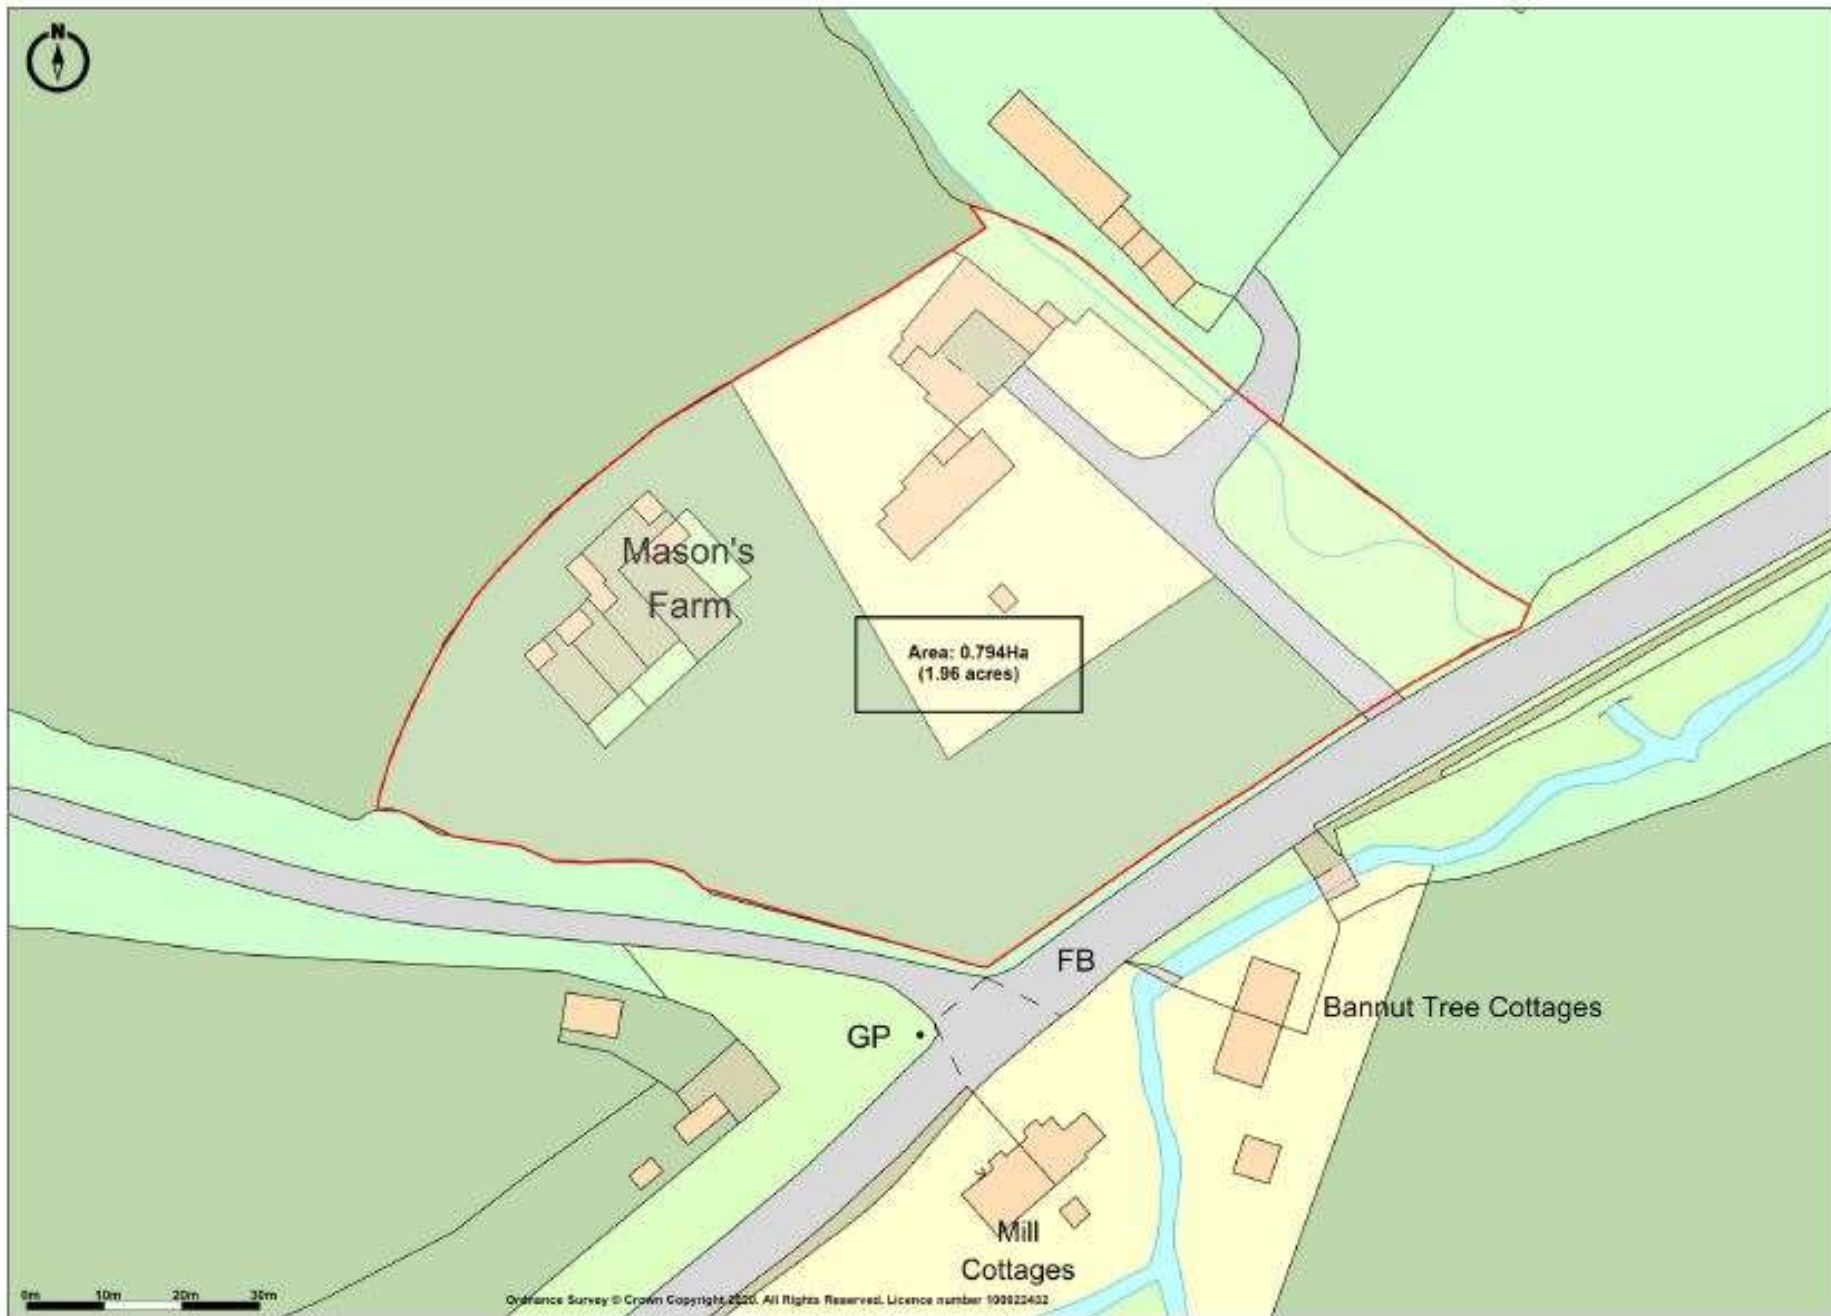 N
Mason's
Farm
Area: 0.794Ha
(1.96 acres)
FB
GP
Bannut Tree Cottages
Mill
Cottages
0m 10m 20m 30m
Ordnance Survey © Crown Copyright 2020. All Rights Reserved. Licence number 100022432